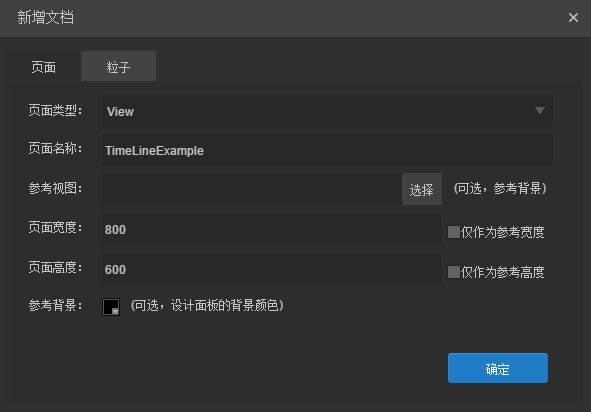 新增文档 ×
页面 粒子
页面类型： View
页面名称： TimeLineExample
参考视图： 选择 (可选，参考背景)
页面宽度： 800 仅作为参考宽度
页面高度： 600 仅作为参考高度
参考背景： (可选，设计面板的背景颜色)
确定